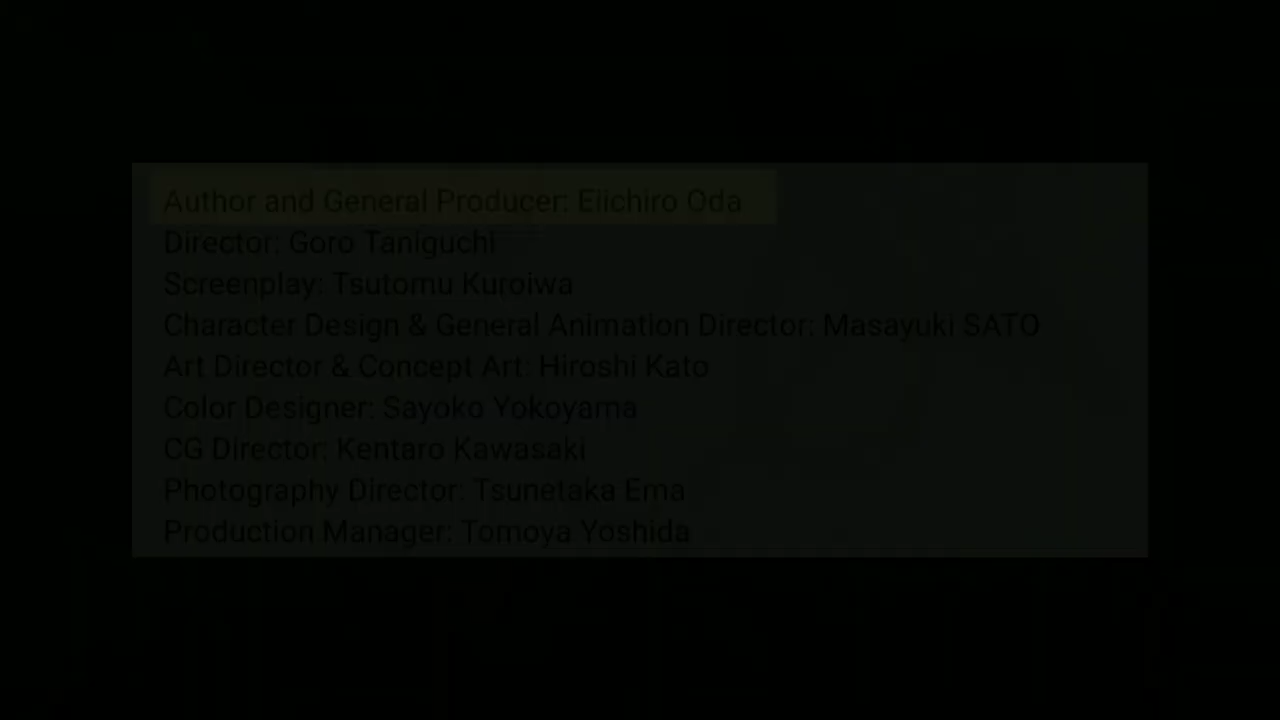 Author and General Producer: Eiichiro Oda
Director: Goro Taniguchi
Screenplay: Tsutomu Kuroiwa
Character Design & General Animation Director: Masayuki SATO
Art Director & Concept Art: Hiroshi Kato
Color Designer: Sayoko Yokoyama
CG Director: Kentaro Kawasaki
Photography Director: Tsunetaka Ema
Production Manager: Tomoya Yoshida